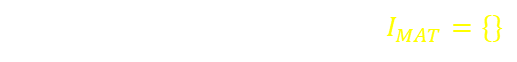 I_{MAT} = {}